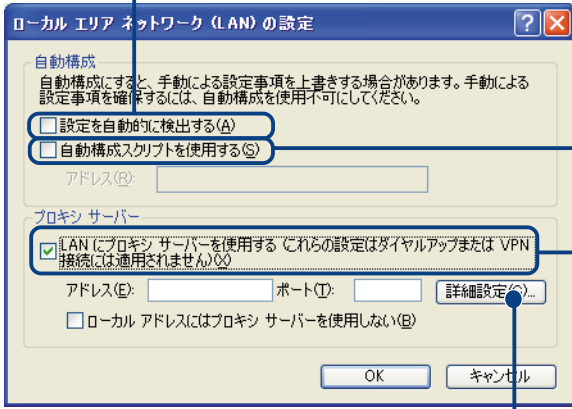 ローカル エリア ネットワーク (LAN) の設定
自動構成
自動構成にすると、手動による設定事項を上書きする場合があります。手動による
設定事項を確保するには、自動構成を使用不可にしてください。
設定を自動的に検出する(A)
自動構成スクリプトを使用する(S)
アドレス(R):
プロキシ サーバー
LAN にプロキシ サーバーを使用する (これらの設定はダイヤルアップまたは VPN
接続には適用されません)(X)
アドレス(E): ポート(T): 詳細設定(C)...
ローカル アドレスにはプロキシ サーバーを使用しない(B)
OK キャンセル